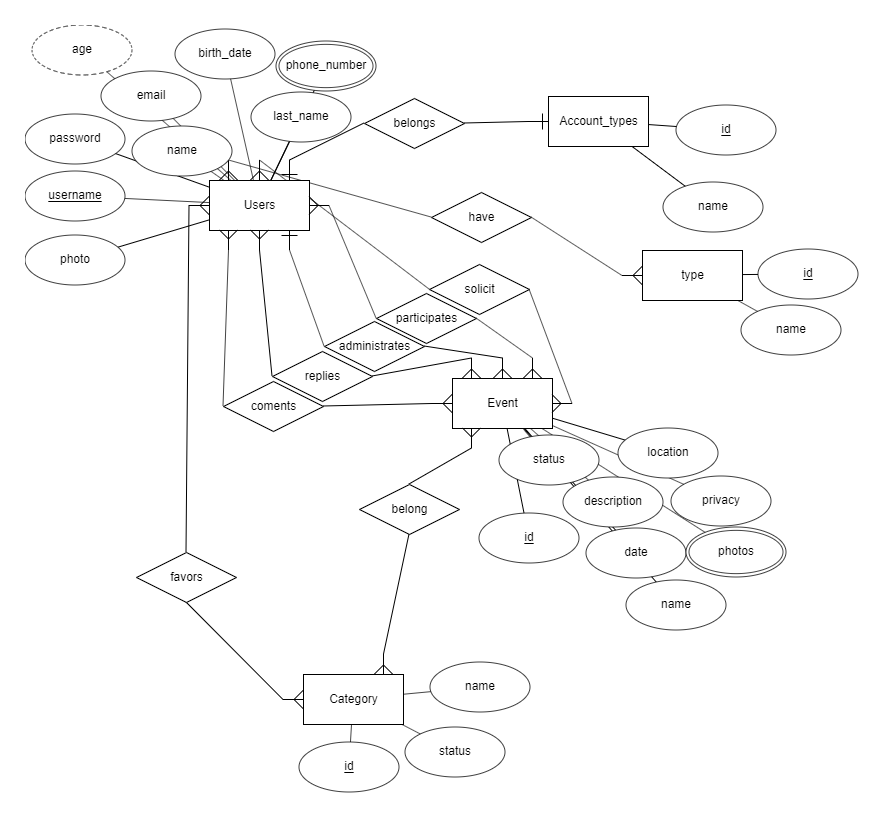 age
birth_date
phone_number
email
last_name
belongs
Account_types
id
password
name
username
Users
name
have
photo
type
id
solicit
participates
name
administrates
replies
coments
Event
location
status
description
privacy
belong
id
date
photos
favors
name
name
Category
status
id